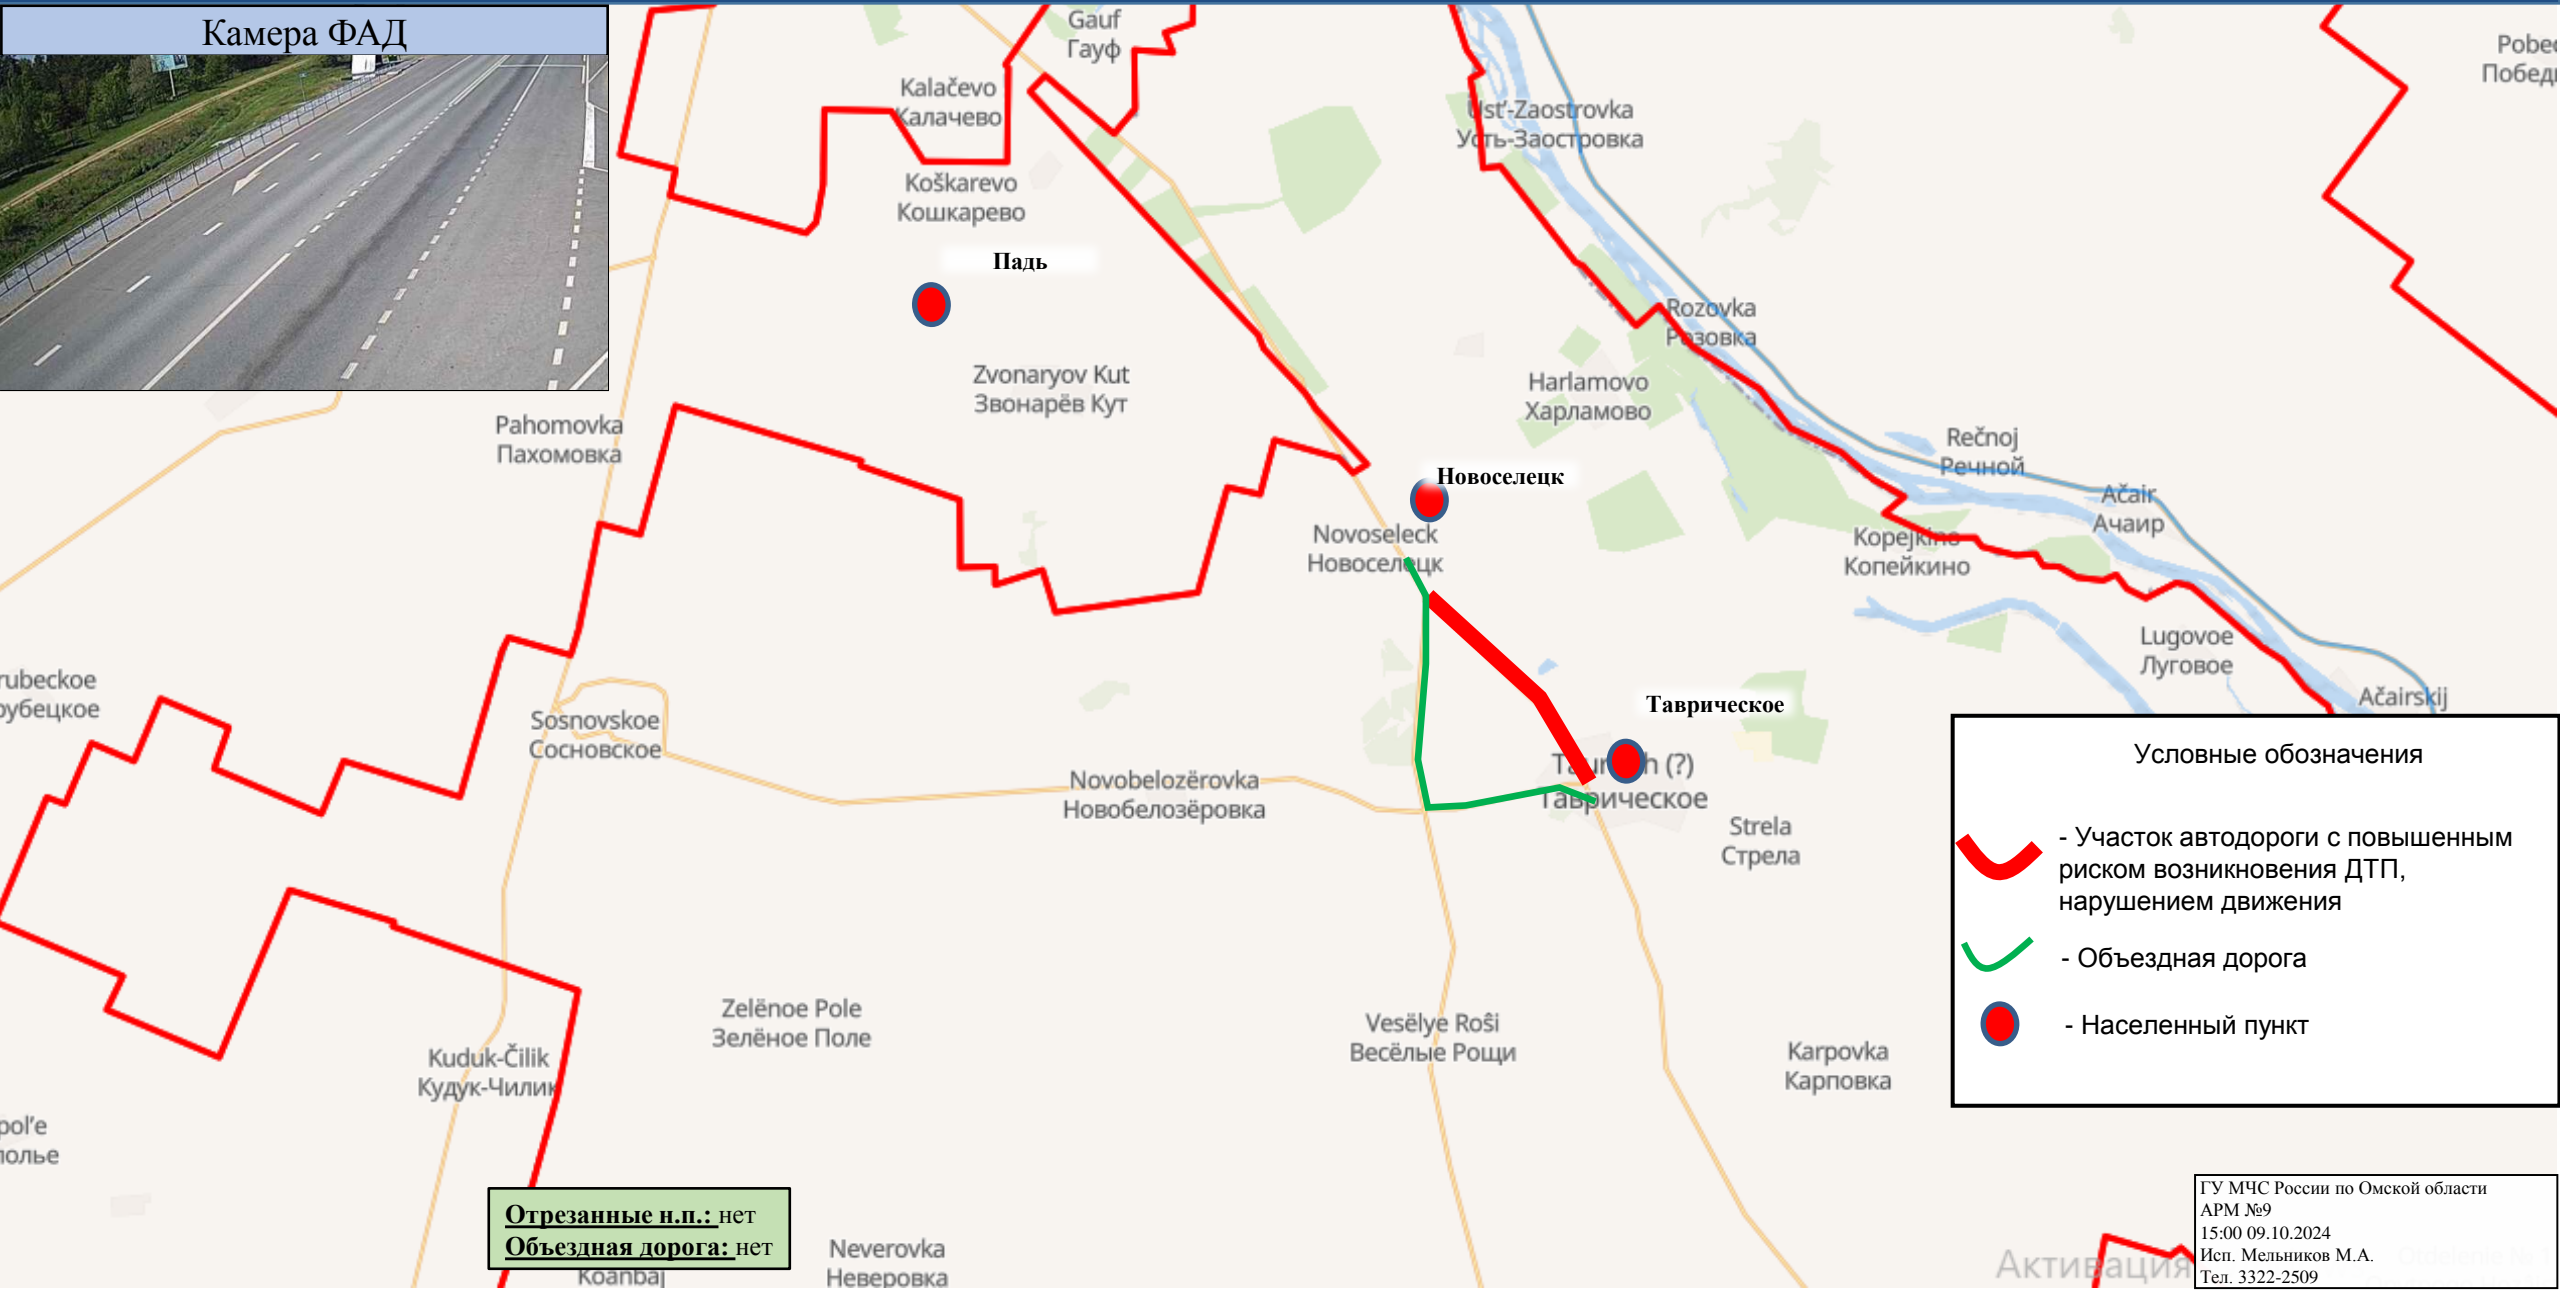 Камера ФАД
Gauf
Гауф
Kalačevo
Калачево
Koškarevo
Кошкарево
Падь
Zvonaryov Kut
Звонарёв Кут
Pahomovka
Пахомовка
Ust'-Zaostrovka
Усть-Заостровка
Rozovka
Розовка
Harlamovo
Харламово
Rečnoj
Речной
Ačair
Ачаир
Новоселецк
Novoseleck
Новоселецк
Kopejkino
Копейкино
Lugovoe
Луговое
Ačairskij
Sosnovskoe
Сосновское
Novobelozërovka
Новобелозёровка
Таврическое
(?)
Таврическое
Strela
Стрела
Zelënoe Pole
Зелёное Поле
Vesëlye Roŝi
Весёлые Рощи
Karpovka
Карповка
Kuduk-Čilik
Кудук-Чилик
Neverovka
Неверовка
Условные обозначения
- Участок автодороги с повышенным
риском возникновения ДТП,
нарушением движения
- Объездная дорога
- Населенный пункт
Отрезанные н.п.: нет
Объездная дорога: нет
Активация
ГУ МЧС России по Омской области
АРМ №9
15:00 09.10.2024
Исп. Мельников М.А.
Тел. 3322-2509